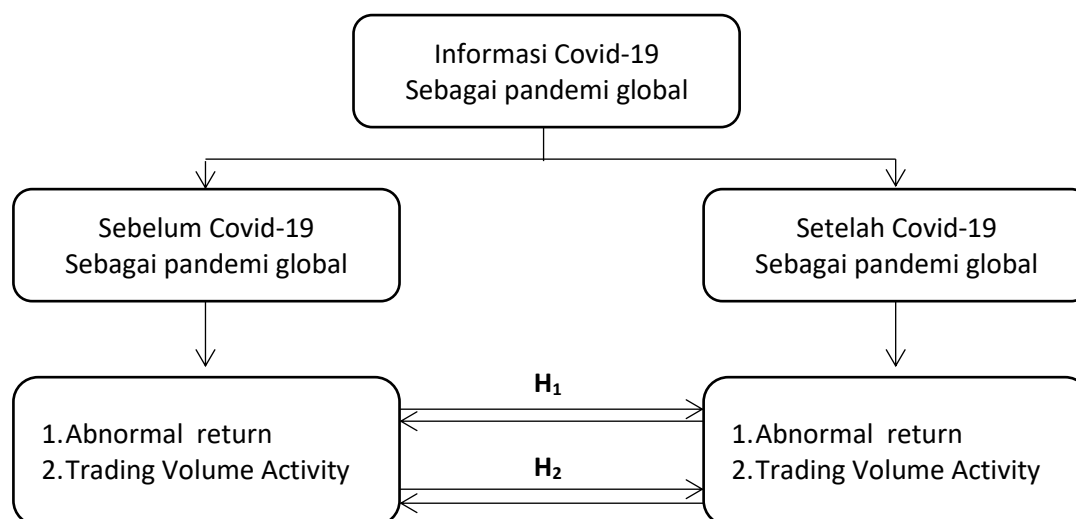 Informasi Covid-19
Sebagai pandemi global
Sebelum Covid-19
Sebagai pandemi global
Setelah Covid-19
Sebagai pandemi global
H₁
1.Abnormal return
2.Trading Volume Activity
H₂
1.Abnormal return
2.Trading Volume Activity